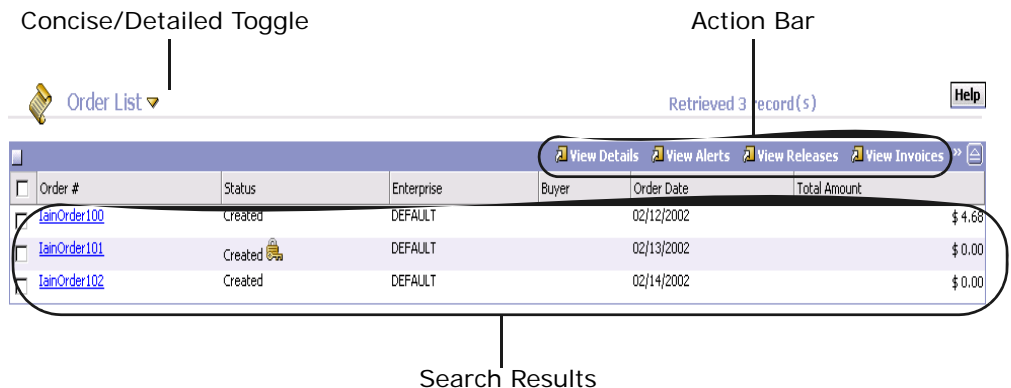 Concise/Detailed Toggle Action Bar
Order List Retrieved 3 record(s) Help
View Details View Alerts View Releases View Invoices »
Order # Status Enterprise Buyer Order Date Total Amount
IainOrder100 Created DEFAULT 02/12/2002 $ 4.68
IainOrder101 Created DEFAULT 02/13/2002 $ 0.00
IainOrder102 Created DEFAULT 02/14/2002 $ 0.00
Search Results